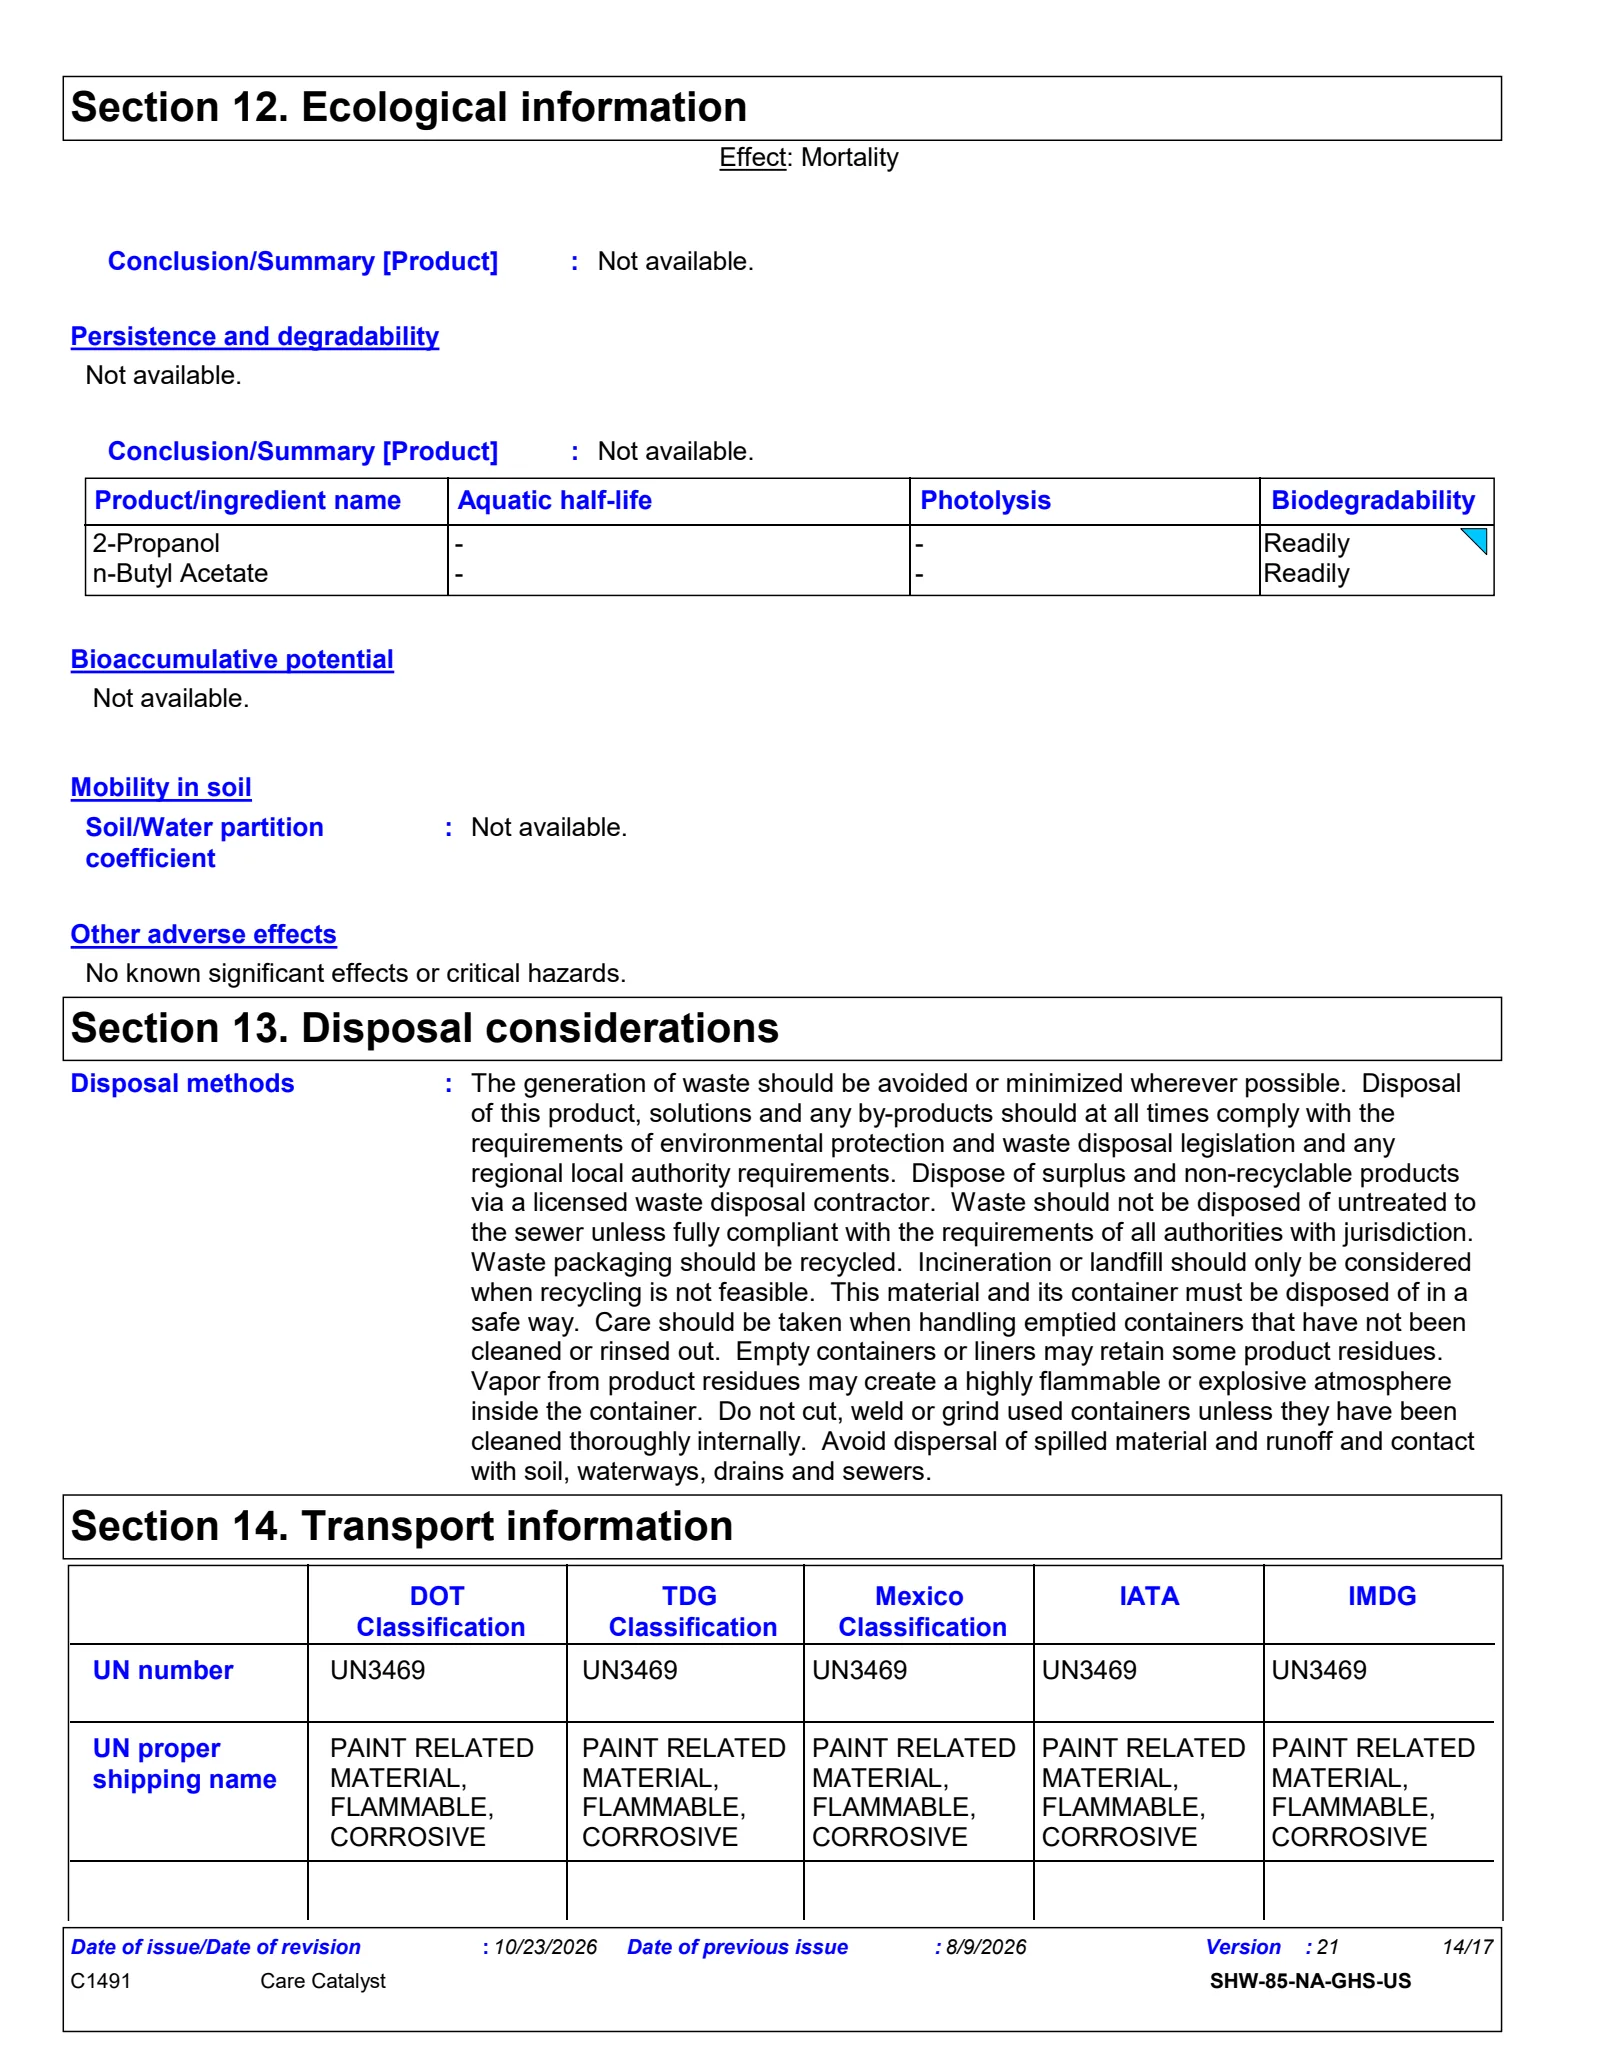 Section 12. Ecological information
Effect: Mortality
Conclusion/Summary [Product] : Not available.
Persistence and degradability
Not available.
Conclusion/Summary [Product] : Not available.
Product/ingredient name Aquatic half-life Photolysis Biodegradability
2-Propanol - - Readily
n-Butyl Acetate - - Readily
Bioaccumulative potential
Not available.
Mobility in soil
Soil/Water partition : Not available.
coefficient
Other adverse effects
No known significant effects or critical hazards.
Section 13. Disposal considerations
Disposal methods : The generation of waste should be avoided or minimized wherever possible. Disposal
of this product, solutions and any by-products should at all times comply with the
requirements of environmental protection and waste disposal legislation and any
regional local authority requirements. Dispose of surplus and non-recyclable products
via a licensed waste disposal contractor. Waste should not be disposed of untreated to
the sewer unless fully compliant with the requirements of all authorities with jurisdiction.
Waste packaging should be recycled. Incineration or landfill should only be considered
when recycling is not feasible. This material and its container must be disposed of in a
safe way. Care should be taken when handling emptied containers that have not been
cleaned or rinsed out. Empty containers or liners may retain some product residues.
Vapor from product residues may create a highly flammable or explosive atmosphere
inside the container. Do not cut, weld or grind used containers unless they have been
cleaned thoroughly internally. Avoid dispersal of spilled material and runoff and contact
with soil, waterways, drains and sewers.
Section 14. Transport information
DOT TDG Mexico IATA IMDG
Classification Classification Classification
UN number UN3469 UN3469 UN3469 UN3469 UN3469
UN proper PAINT RELATED PAINT RELATED PAINT RELATED PAINT RELATED PAINT RELATED
shipping name MATERIAL, MATERIAL, MATERIAL, MATERIAL, MATERIAL,
FLAMMABLE, FLAMMABLE, FLAMMABLE, FLAMMABLE, FLAMMABLE,
CORROSIVE CORROSIVE CORROSIVE CORROSIVE CORROSIVE
Date of issue/Date of revision : 10/23/2026 Date of previous issue : 8/9/2026 Version : 21 14/17
C1491 Care Catalyst SHW-85-NA-GHS-US